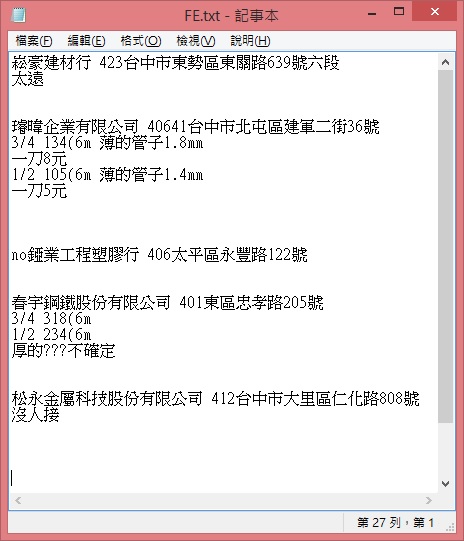 FE.txt - 記事本
檔案(F) 編輯(E) 格式(O) 檢視(V) 說明(H)
崧豪建材行 423台中市東勢區東關路639號六段
太遠
璿暐企業有限公司 40641台中市北屯區建軍二街36號
3/4 134(6m 薄的管子1.8mm
一刀8元
1/2 105(6m 薄的管子1.4mm
一刀5元
no錏業工程塑膠行 406太平區永豐路122號
春宇鋼鐵股份有限公司 401東區忠孝路205號
3/4 318(6m
1/2 234(6m
厚的???不確定
松永金屬科技股份有限公司 412台中市大里區仁化路808號
沒人接
第 27 列，第 1